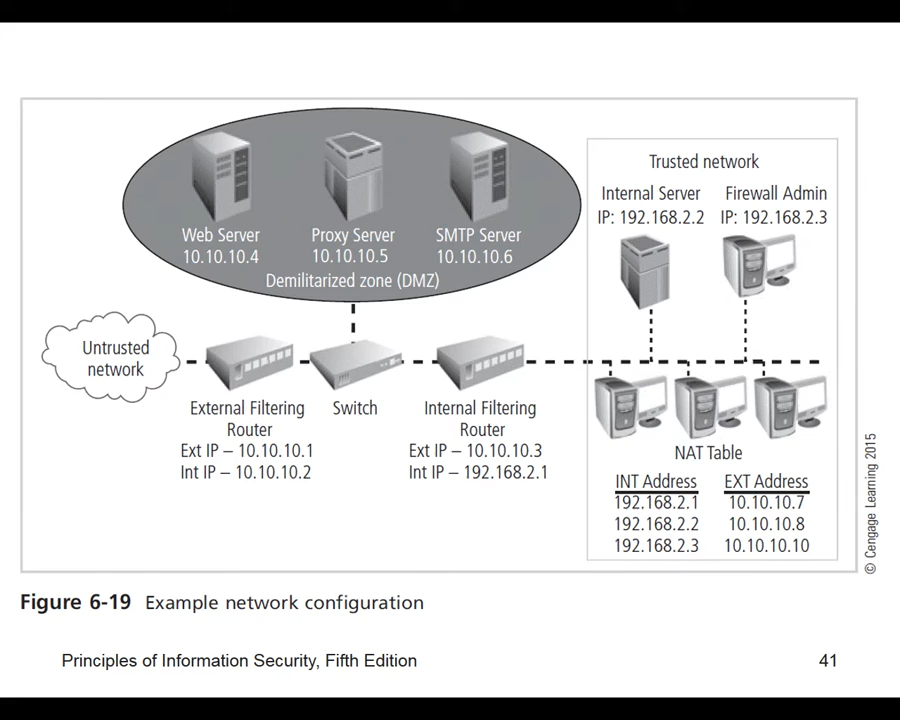 Trusted network
Internal Server
IP: 192.168.2.2
Firewall Admin
IP: 192.168.2.3
Web Server
10.10.10.4
Proxy Server
10.10.10.5
SMTP Server
10.10.10.6
Demilitarized zone (DMZ)
Untrusted
network
External Filtering
Router
Ext IP – 10.10.10.1
Int IP – 10.10.10.2
Switch
Internal Filtering
Router
Ext IP – 10.10.10.3
Int IP – 192.168.2.1
NAT Table
INT Address EXT Address
192.168.2.1 10.10.10.7
192.168.2.2 10.10.10.8
192.168.2.3 10.10.10.10
© Cengage Learning 2015
Figure 6-19 Example network configuration
Principles of Information Security, Fifth Edition
41